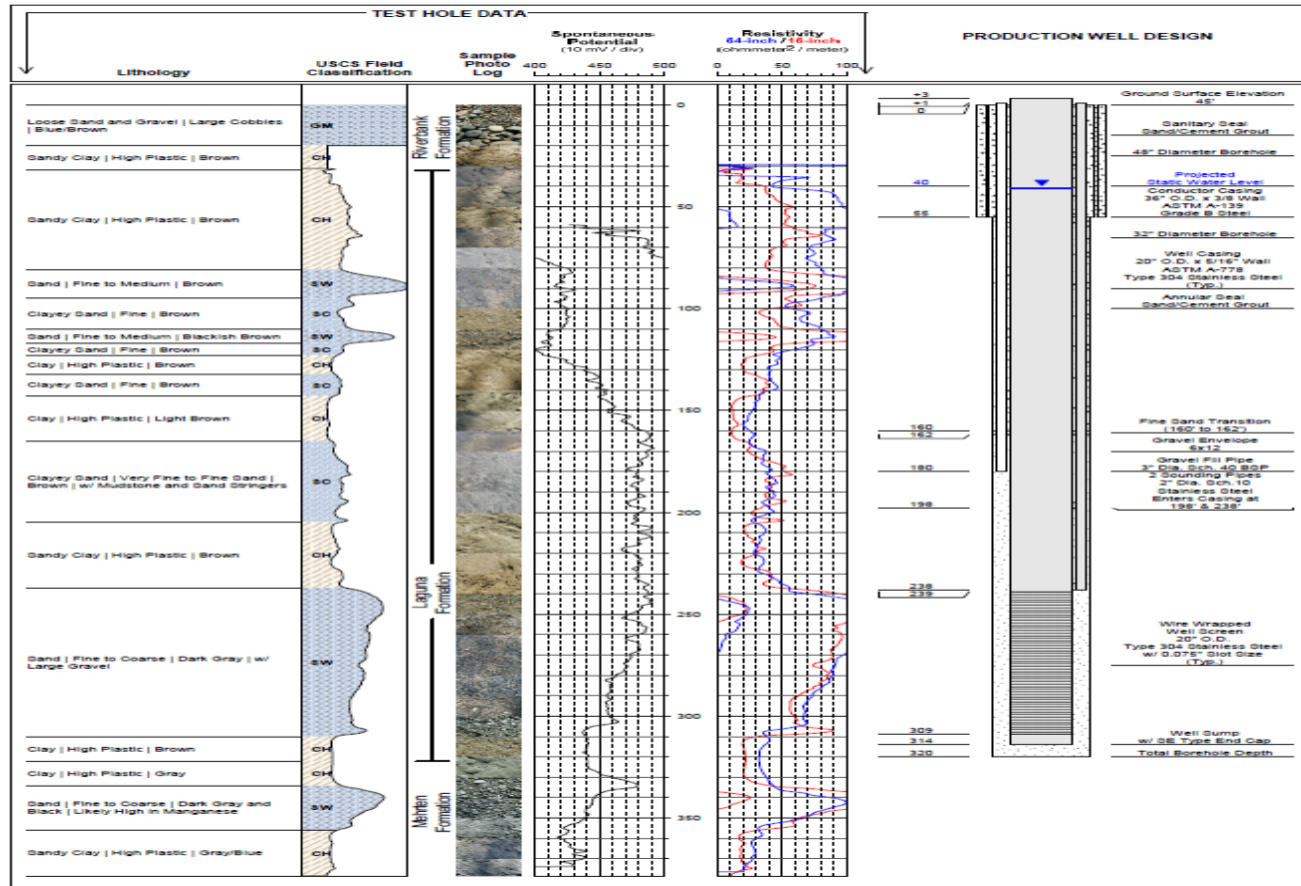 TEST HOLE DATA
PRODUCTION WELL DESIGN
Lithology
USCS Field
Classification
Sample
Photo
Log
Spontaneous
Potential
(10 mV / div)
400 450 500
Resistivity
64-inch / 16-inch
(ohmmeter2 / meter)
0 50 100
Loose Sand and Gravel | Large Cobbles
| Blue/Brown
GM
Sandy Clay | High Plastic | Brown
CH
Sandy Clay | High Plastic | Brown
CH
Sand | Fine to Medium | Brown
SW
Clayey Sand | Fine | Brown
SC
Sand | Fine to Medium | Blackish Brown
SW
Clayey Sand | Fine | Brown
SC
Clay | High Plastic | Brown
CH
Clayey Sand | Fine | Brown
SC
Clay | High Plastic | Light Brown
CH
Clayey Sand | Very Fine to Fine Sand |
Brown | w/ Mudstone and Sand Stringers
SC
Sandy Clay | High Plastic | Brown
CH
Sand | Fine to Coarse | Dark Gray | w/
Large Gravel
SW
Clay | High Plastic | Brown
CH
Clay | High Plastic | Gray
CH
Sand | Fine to Coarse | Dark Gray and
Black | Likely High in Manganese
SW
Sandy Clay | High Plastic | Gray/Blue
CH
Riverbank
Formation
Laguna
Formation
Mehrten
Formation
0
50
100
150
200
250
300
350
+3
+1
0
40
55
160
162
180
198
238
239
309
314
320
Ground Surface Elevation
45'
Sanitary Seal
Sand/Cement Grout
48" Diameter Borehole
Projected
Static Water Level
Conductor Casing
36" O.D. x 3/8 Wall
ASTM A-139
Grade B Steel
32" Diameter Borehole
Well Casing
20" O.D. x 5/16" Wall
ASTM A-778
Type 304 Stainless Steel
(Typ.)
Annular Seal
Sand/Cement Grout
Fine Sand Transition
(160' to 162')
Gravel Envelope
6x12
Gravel Fill Pipe
3" Dia. Sch. 40 BSP
2 Sounding Pipes
2" Dia. Sch.10
Stainless Steel
Enters Casing at
198' & 238'
Wire Wrapped
Well Screen
20" O.D.
Type 304 Stainless Steel
w/ 0.075" Slot Size
(Typ.)
Well Sump
w/ SE Type End Cap
Total Borehole Depth